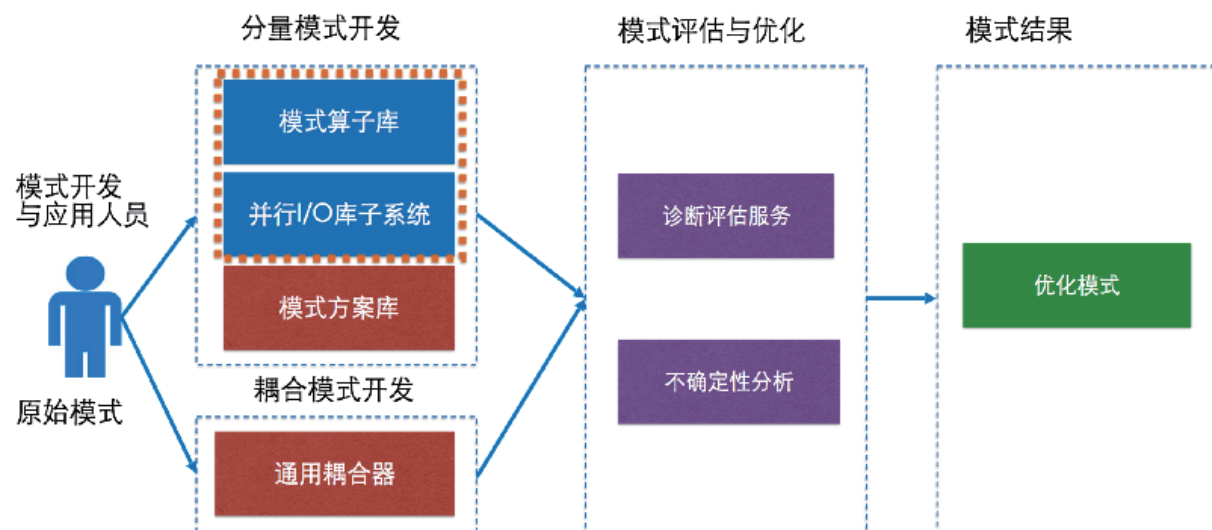 分量模式开发
模式评估与优化
模式结果
模式算子库
并行I/O库子系统
模式方案库
模式开发
与应用人员
原始模式
耦合模式开发
通用耦合器
诊断评估服务
不确定性分析
优化模式